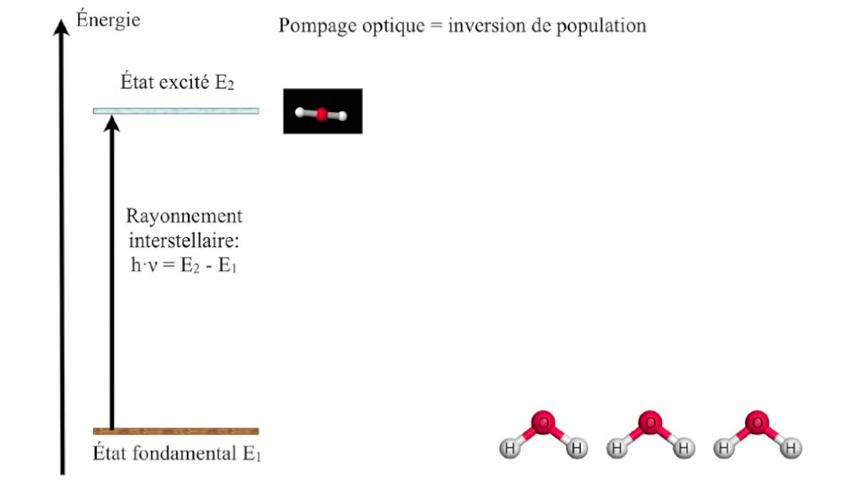 Énergie
Pompage optique = inversion de population
État excité E₂
Rayonnement
interstellaire:
h·ν = E₂ - E₁
État fondamental E₁
O O O
H H H H H H